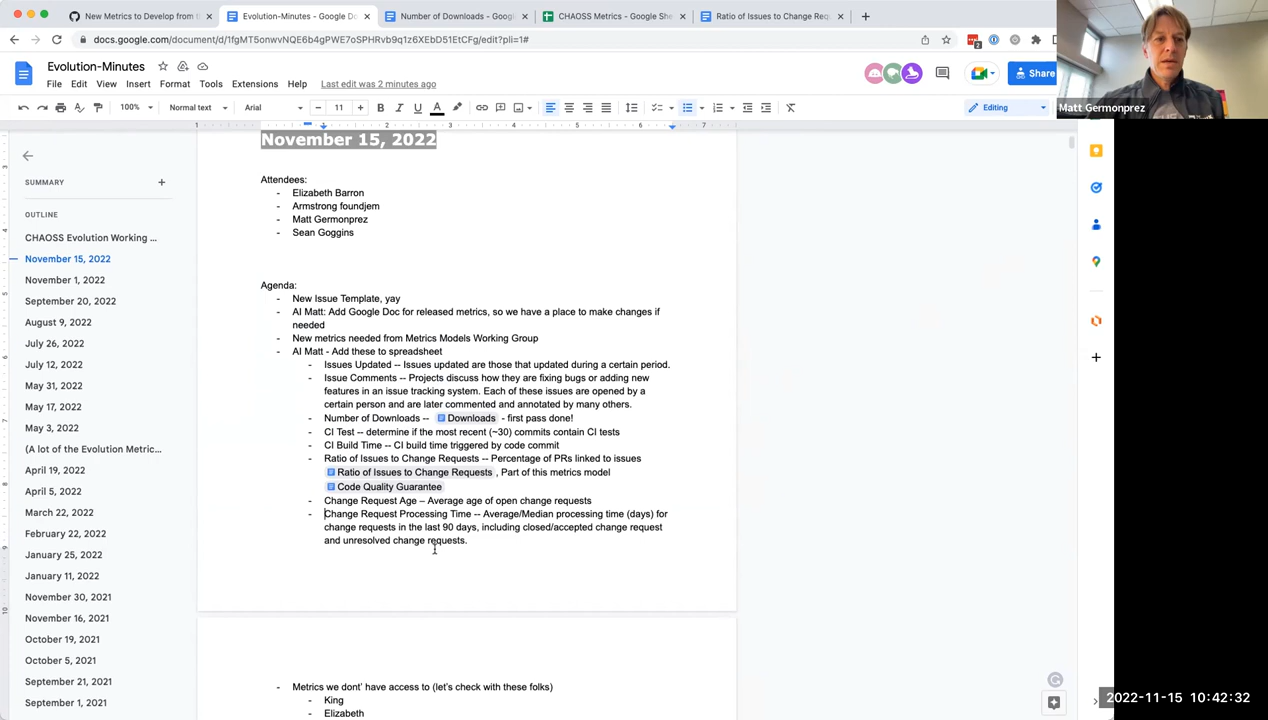 New Metrics to Develop from t
Evolution-Minutes - Google Do
Number of Downloads - Goog
CHAOSS Metrics - Google She
Ratio of Issues to Change Req
docs.google.com/document/d/1fgMT5onwvNQE6b4gPWE7oSPHRvb9q1z6XEbD51EtCFg/edit?pli=1#
2
Evolution-Minutes
File Edit View Insert Format Tools Extensions Help Last edit was 2 minutes ago
Share
100% Normal text Arial 11 B I U A Editing
Matt Germonprez
1 1 2 3 4 5 6 7
SUMMARY
OUTLINE
CHAOSS Evolution Working ...
November 15, 2022
November 1, 2022
September 20, 2022
August 9, 2022
July 26, 2022
July 12, 2022
May 31, 2022
May 17, 2022
May 3, 2022
(A lot of the Evolution Metric...
April 19, 2022
April 5, 2022
March 22, 2022
February 22, 2022
January 25, 2022
January 11, 2022
November 30, 2021
November 16, 2021
October 19, 2021
October 5, 2021
September 21, 2021
September 1, 2021
November 15, 2022
Attendees:
- Elizabeth Barron
- Armstrong foundjem
- Matt Germonprez
- Sean Goggins
Agenda:
- New Issue Template, yay
- AI Matt: Add Google Doc for released metrics, so we have a place to make changes if
needed
- New metrics needed from Metrics Models Working Group
- AI Matt - Add these to spreadsheet
- Issues Updated -- Issues updated are those that updated during a certain period.
- Issue Comments -- Projects discuss how they are fixing bugs or adding new
features in an issue tracking system. Each of these issues are opened by a
certain person and are later commented and annotated by many others.
- Number of Downloads -- Downloads - first pass done!
- CI Test -- determine if the most recent (~30) commits contain CI tests
- CI Build Time -- CI build time triggered by code commit
- Ratio of Issues to Change Requests -- Percentage of PRs linked to issues
Ratio of Issues to Change Requests , Part of this metrics model
Code Quality Guarantee
- Change Request Age – Average age of open change requests
- Change Request Processing Time -- Average/Median processing time (days) for
change requests in the last 90 days, including closed/accepted change request
and unresolved change requests.
- Metrics we dont' have access to (let's check with these folks)
- King
- Elizabeth
2022-11-15 10:42:32